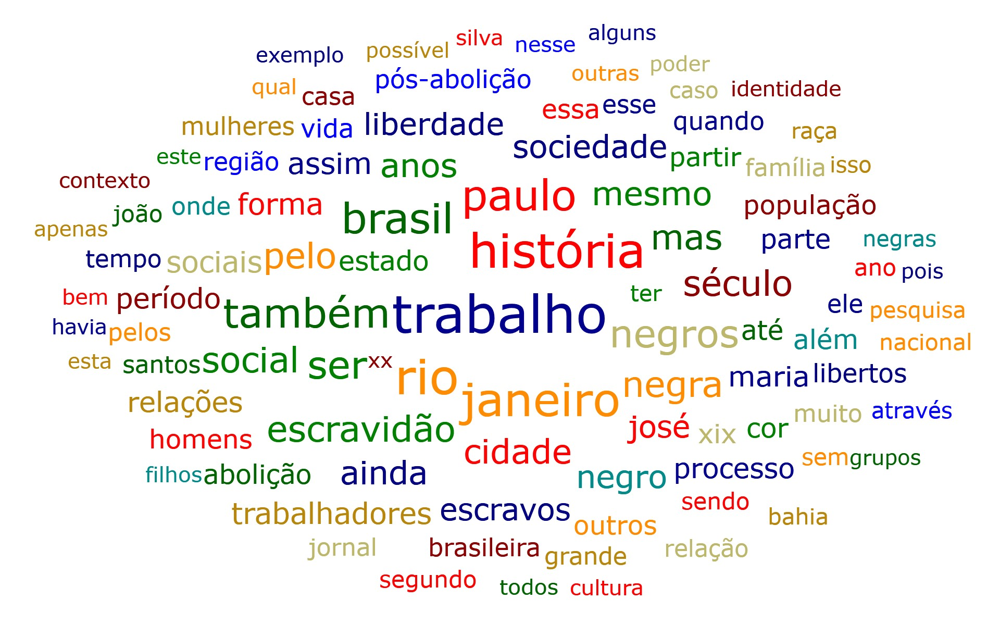 alguns
silva nesse
exemplo possível
poder
pós-abolição outras
qual casa caso identidade
essa esse
mulheres vida liberdade quando raça
sociedade
este região assim anos partir família isso
contexto
paulo mesmo
joão onde forma brasil população
apenas
história mas parte negras
tempo sociais pelo estado ano pois
século
bem período ter
também trabalho ele pesquisa
havia pelos negros até além nacional
esta santos social ser xx
rio negra maria libertos
relações janeiro
muito através
homens escravidão josé xix cor
cidade
filhos abolição ainda negro processo sem grupos
trabalhadores escravos sendo
outros bahia
jornal brasileira grande relação
segundo todos cultura